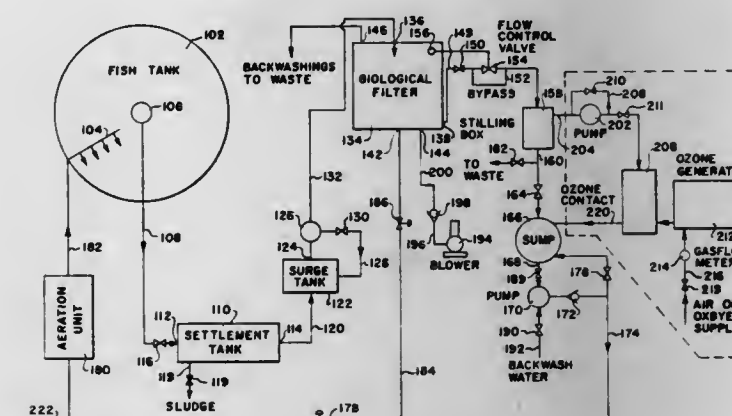 102
FISH TANK
106
104
108
182
AERATION
UNIT
180
222
112
116
110
SETTLEMENT
TANK
114
118
119
SLUDGE
120
SURGE
TANK
122
124
126
128
130
132
BACKWASHINGS
TO WASTE
146
136
156
BIOLOGICAL
FILTER
134
142
138
144
149
150
FLOW
CONTROL
VALVE
154
152
BYPASS
STILLING
BOX
158
160
162
TO
WASTE
164
186
200
198
196
194
BLOWER
184
178
OZONE
CONTACT
166
220
SUMP
168
189
PUMP
170
172
176
174
190
192
BACKWASH
WATER
210
206
PUMP
202
211
204
208
OZONE
212
GASFLO
METE
214
216
219
AIR O
SUPPL